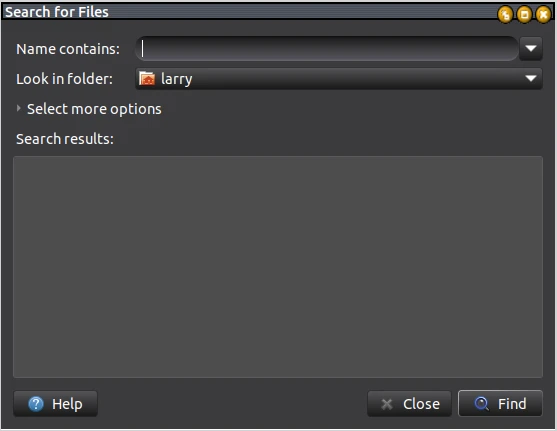 Search for Files
Name contains:
Look in folder: larry
Select more options
Search results:
Help Close Find